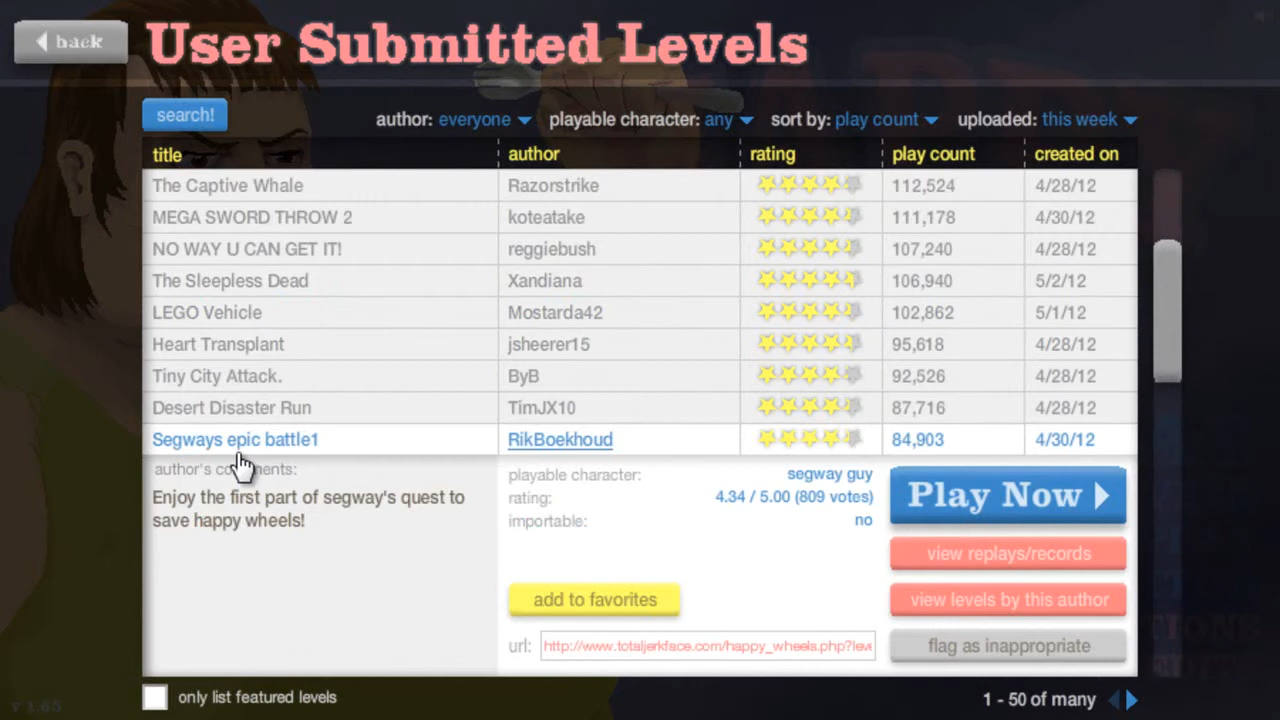 back
User Submitted Levels
search!
author: everyone playable character: any sort by: play count uploaded: this week
title author rating play count created on
The Captive Whale Razorstrike 112,524 4/28/12
MEGA SWORD THROW 2 koteatake 111,178 4/30/12
NO WAY U CAN GET IT! reggiebush 107,240 4/28/12
The Sleepless Dead Xandiana 106,940 5/2/12
LEGO Vehicle Mostarda42 102,862 5/1/12
Heart Transplant jsheerer15 95,618 4/28/12
Tiny City Attack. ByB 92,526 4/28/12
Desert Disaster Run TimJX10 87,716 4/28/12
Segways epic battle1 RikBoekhoud 84,903 4/30/12
author's comments:
Enjoy the first part of segway's quest to
save happy wheels!
playable character: segway guy
rating: 4.34 / 5.00 (809 votes)
importable: no
add to favorites
url: http://www.totaljerkface.com/happy_wheels.php?leve
Play Now
view replays/records
view levels by this author
flag as inappropriate
only list featured levels
1 - 50 of many
v 1.65